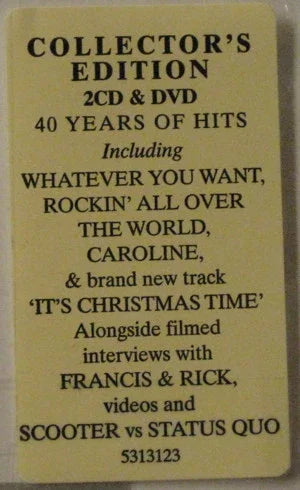 COLLECTOR'S
EDITION
2CD & DVD
40 YEARS OF HITS
Including
WHATEVER YOU WANT,
ROCKIN' ALL OVER
THE WORLD,
CAROLINE,
& brand new track
'IT'S CHRISTMAS TIME'
Alongside filmed
interviews with
FRANCIS & RICK,
videos and
SCOOTER vs STATUS QUO
5313123